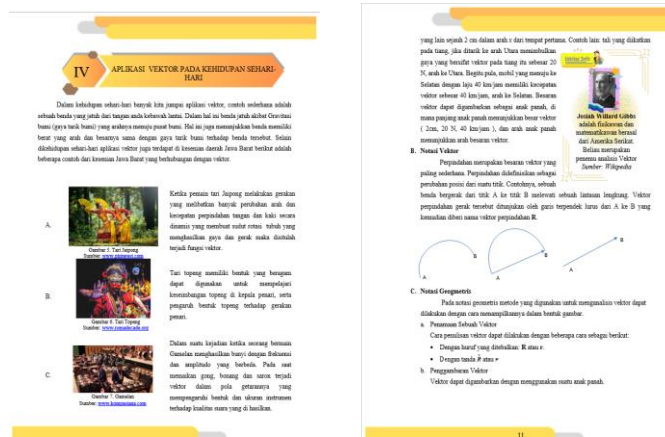 IV
APLIKASI VEKTOR PADA KEHIDUPAN SEHARI-
HARI
Dalam kehidupan sehari-hari banyak kita jumpai aplikasi vektor, contoh sederhana adalah
sebuah benda yang jatuh dari tangan anda kebawah lantai. Dalam hal ini benda jatuh akibat Gravitasi
bumi (gaya tarik bumi) yang arahnya menuju pusat bumi. Hal ini juga menunjukkan benda memiliki
berat yang arah dan besarnya sama dengan gaya tarik bumi terhadap benda tersebut. Selain
dikehidupan sehari-hari aplikasi vektor juga terdapat di kesenian daerah Jawa Barat berikut adalah
beberapa contoh dari kesenian Jawa Barat yang berhubungan dengan vektor.
A.
Gambar 5. Tari Jaipong
Sumber: www.pinterest.com
Ketika pemain tari Jaipong melakukan gerakan
yang melibatkan banyak perubahan arah dan
kecepatan perpindahan tangan dan kaki secara
dinamis yang membuat sudut rotasi tubuh yang
menghasilkan gaya dan gerak maka disitulah
terjadi fungsi vektor.
B.
Gambar 6. Tari Topeng
Sumber:
Tari topeng memiliki bentuk yang beragam
dapat digunakan untuk mempelajari
keseimbangan topeng di kepala penari, serta
pengaruh bentuk topeng terhadap gerakan
penari.
C.
Gambar 7. Gamelan
Sumber: www.kompasiana.com
Dalam suatu kejadian ketika seorang bermain
Gamelan menghasilkan bunyi dengan frekuensi
dan amplitudo yang berbeda. Pada saat
memainkan gong, bonang dan saron terjadi
vektor dalam pola getarannya yang
mempengaruhi bentuk dan ukuran instrumen
terhadap kualitas suara yang di hasilkan.
yang lain sejauh 2 cm dalam arah x dari tempat pertama. Contoh lain: tali yang diikatkan
pada tiang, jika ditarik ke arah Utara menimbulkan
gaya yang bersifat vektor pada tiang itu sebesar 20
N, arah ke Utara. Begitu pula, mobil yang menuju ke
Selatan dengan laju 40 km/jam memiliki kecepatan
vektor sebesar 40 km/jam, arah ke Selatan. Besaran
vektor dapat digambarkan sebagai anak panah, di
mana panjang anak panah menunjukkan besar vektor
( 2cm, 20 N, 40 km/jam ), dan arah anak panah
menunjukkan arah besaran vektor.
Josiah Willard Gibbs
adalah fisikawan dan
matematikawan berasal
dari Amerika Serikat.
Beliau merupakan
penemu analisis Vektor
Sumber: Wikipedia
B. Notasi Vektor
Perpindahan merupakan besaran vektor yang
paling sederhana. Perpindahan didefinisikan sebagai
perubahan posisi dari suatu titik. Contohnya, sebuah
benda bergerak dari titik A ke titik B melewati sebuah lintasan lengkung. Vektor
perpindahan gerak tersebut ditunjukan oleh garis terpendek lurus dari A ke B yang
kemudian diberi nama vektor perpindahan R.
A
B
A
B
A
B
C. Notasi Geogmetris
Pada notasi geometris metode yang digunakan untuk menganalisis vektor dapat
dilakukan dengan cara menampilkannya dalam bentuk gambar.
a. Penamaan Sebuah Vektor
Cara penulisan vektor dapat dilakukan dengan beberapa cara sebagai berikut:
• Dengan huruf yang ditebalkan: R atau r.
• Dengan tanda R⃗ atau r
b. Penggambaran Vektor
Vektor dapat digambarkan dengan menggunakan suatu anak panah.
11